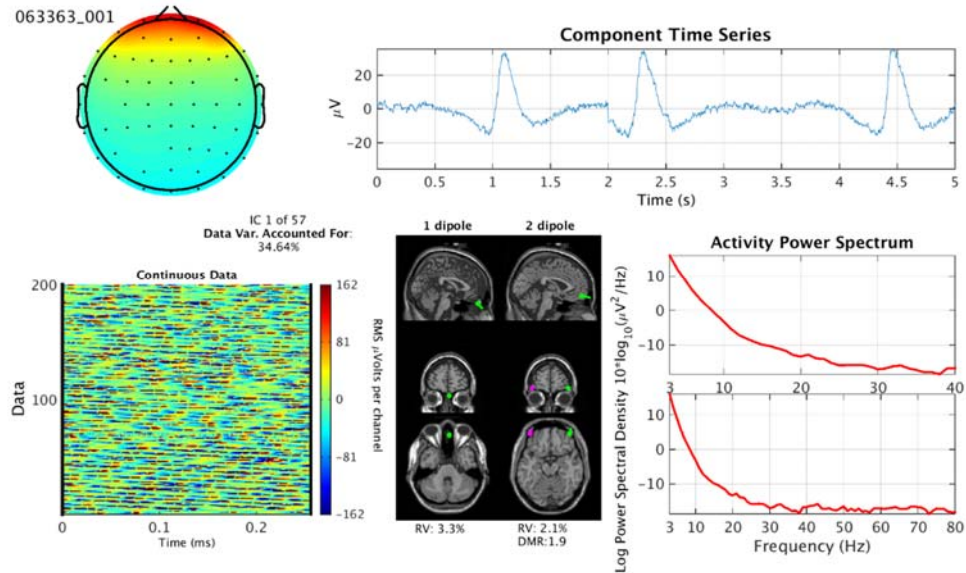 063363_001
Component Time Series
μV
20
0
-20
0
0.5
1
1.5
2
2.5
3
3.5
4
4.5
5
Time (s)
IC 1 of 57
Data Var. Accounted For:
34.64%
Continuous Data
Data
200
100
0
0.1
0.2
Time (ms)
162
81
0
-81
-162
RMS μVolts per channel
1 dipole
2 dipole
RV: 3.3%
RV: 2.1%
DMR:1.9
Activity Power Spectrum
Log Power Spectral Density 10*log10(μV2/Hz)
10
0
-10
3
10
20
30
40
10
0
-10
3
10
20
30
40
50
60
70
80
Frequency (Hz)